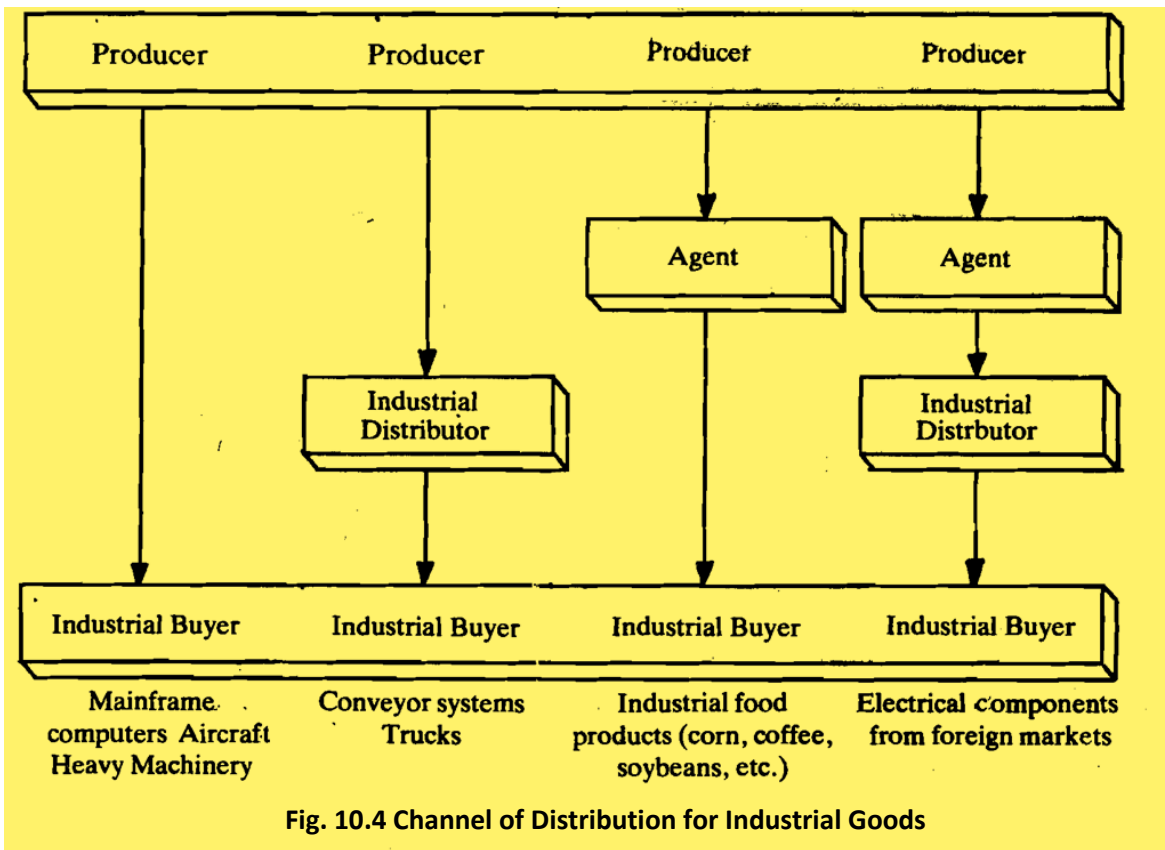 Producer
Producer
Producer
Producer
Agent
Agent
Industrial
Distributor
Industrial
Distrbutor
Industrial Buyer
Industrial Buyer
Industrial Buyer
Industrial Buyer
Mainframe
computers Aircraft
Heavy Machinery
Conveyor systems
Trucks
Industrial food
products (corn, coffee,
soybeans, etc.)
Electrical components
from foreign markets
Fig. 10.4 Channel of Distribution for Industrial Goods